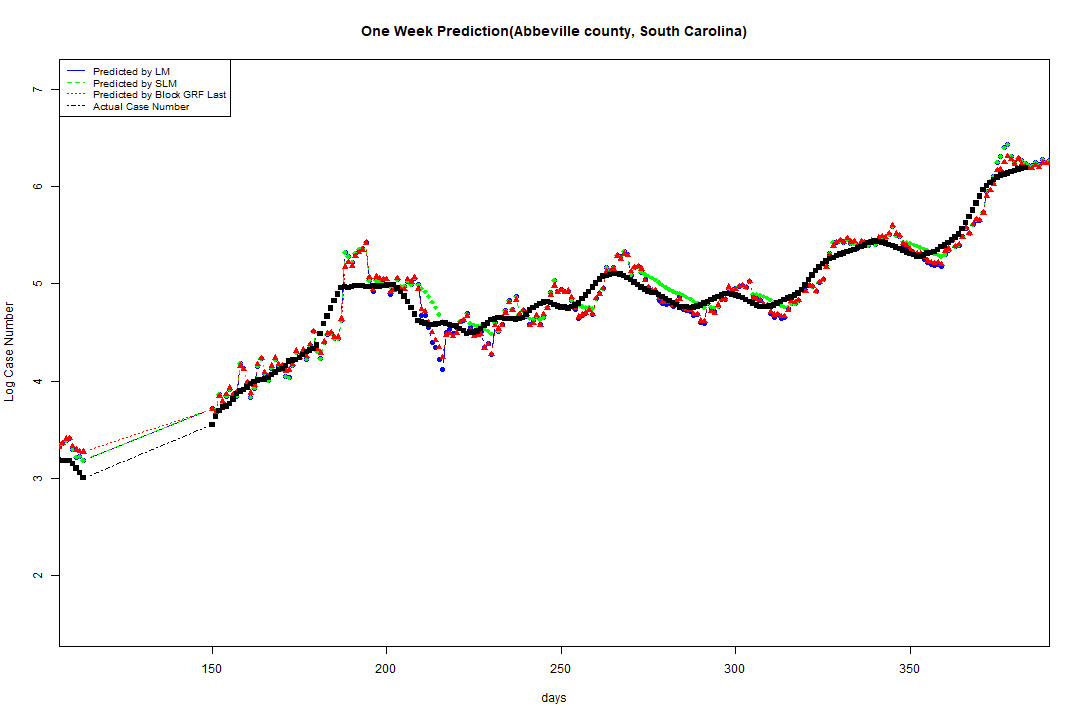 One Week Prediction(Abbeville county, South Carolina)
Predicted by LM
Predicted by SLM
Predicted by Block GRF Last
Actual Case Number
Log Case Number
7
6
5
4
3
2
150 200 250 300 350
days